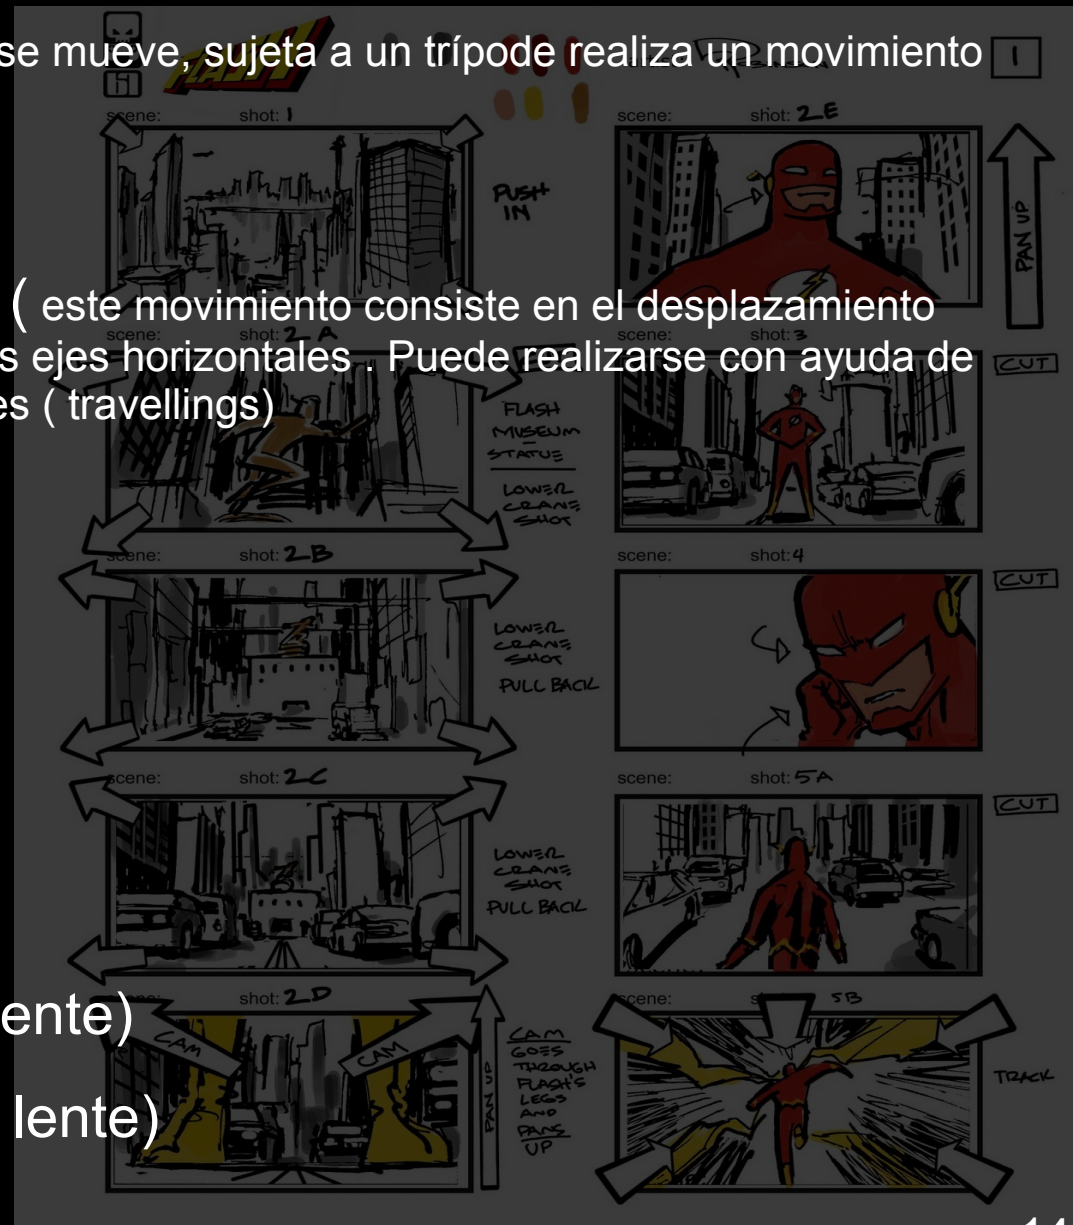 se mueve, sujeta a un trípode realiza un movimiento
FLASH
1
scene: shot: 1
PUSH
IN
scene: shot: 2E
PAN UP
( este movimiento consiste en el desplazamiento
s ejes horizontales . Puede realizarse con ayuda de
es ( travellings)
scene: shot: 2A
FLASH
MUSEUM
STATUE
LOWER
CRANE
SHOT
scene: shot: 3
CUT
scene: shot: 2B
LOWER
CRANE
SHOT
PULL BACK
scene: shot: 4
CUT
scene: shot: 2C
LOWER
CRANE
SHOT
PULL BACK
scene: shot: 5A
CUT
ente)
lente)
shot: 2D
CAM
CAM
PAN UP
CAM
GOES
THROUGH
FLASH'S
LEGS
AND
PANS
UP
scene: 5B
TRACK